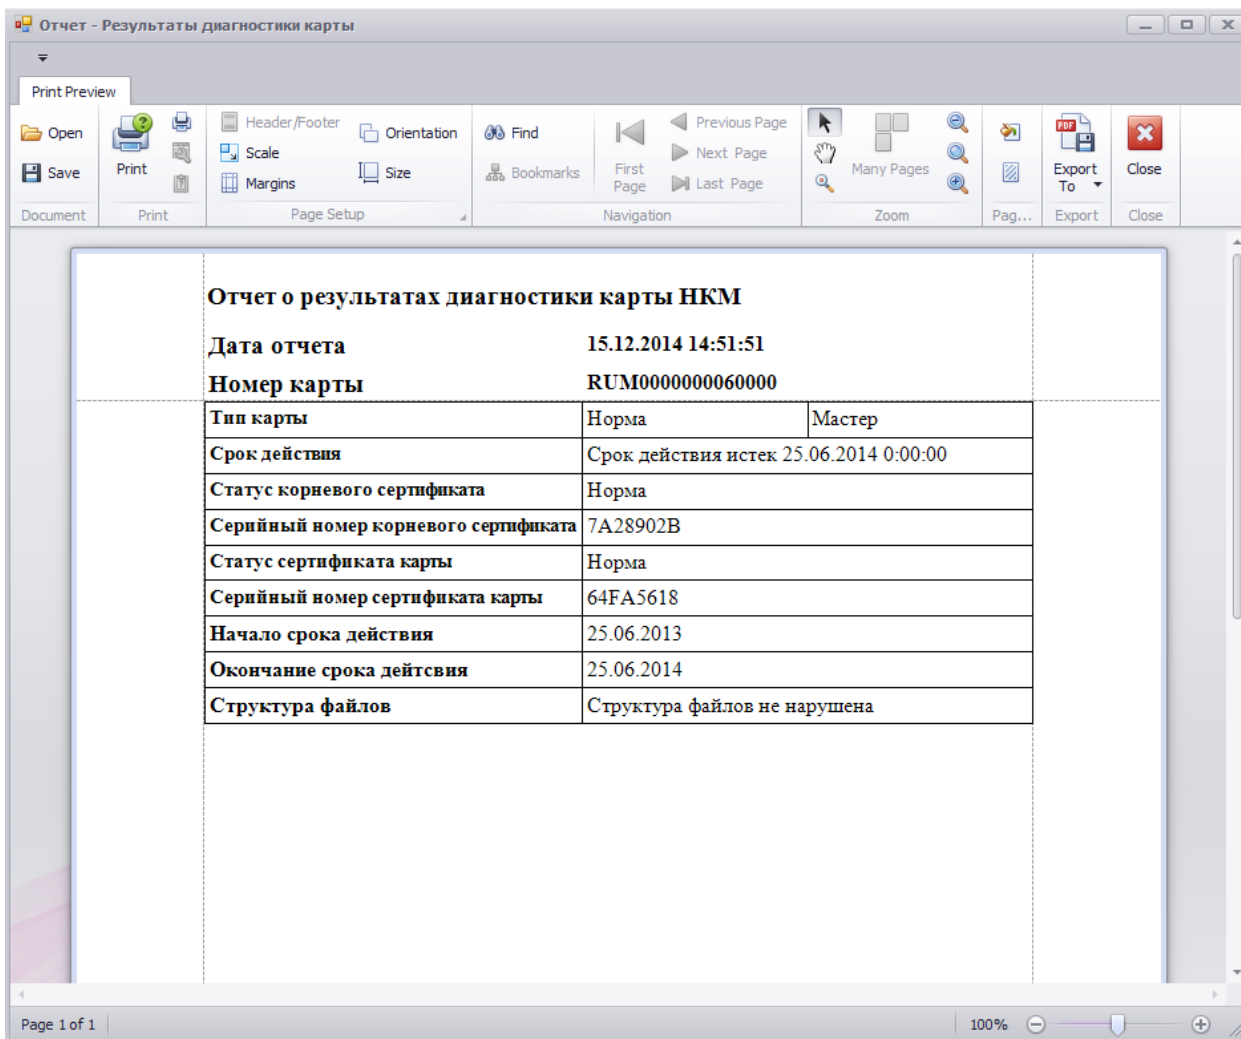 Отчет - Результаты диагностики карты
Print Preview
Open
Save
Document
Print
Print
Header/Footer
Scale
Margins
Orientation
Size
Page Setup
Find
Bookmarks
First Page
Previous Page
Next Page
Last Page
Navigation
Many Pages
Zoom
Pag...
PDF
Export To
Export
Close
Close
Отчет о результатах диагностики карты НКМ
Дата отчета 15.12.2014 14:51:51
Номер карты RUM0000000060000
Тип карты Норма Мастер
Срок действия Срок действия истек 25.06.2014 0:00:00
Статус корневого сертификата Норма
Серийный номер корневого сертификата 7A28902B
Статус сертификата карты Норма
Серийный номер сертификата карты 64FA5618
Начало срока действия 25.06.2013
Окончание срока дейтсвия 25.06.2014
Структура файлов Структура файлов не нарушена
Page 1 of 1
100%